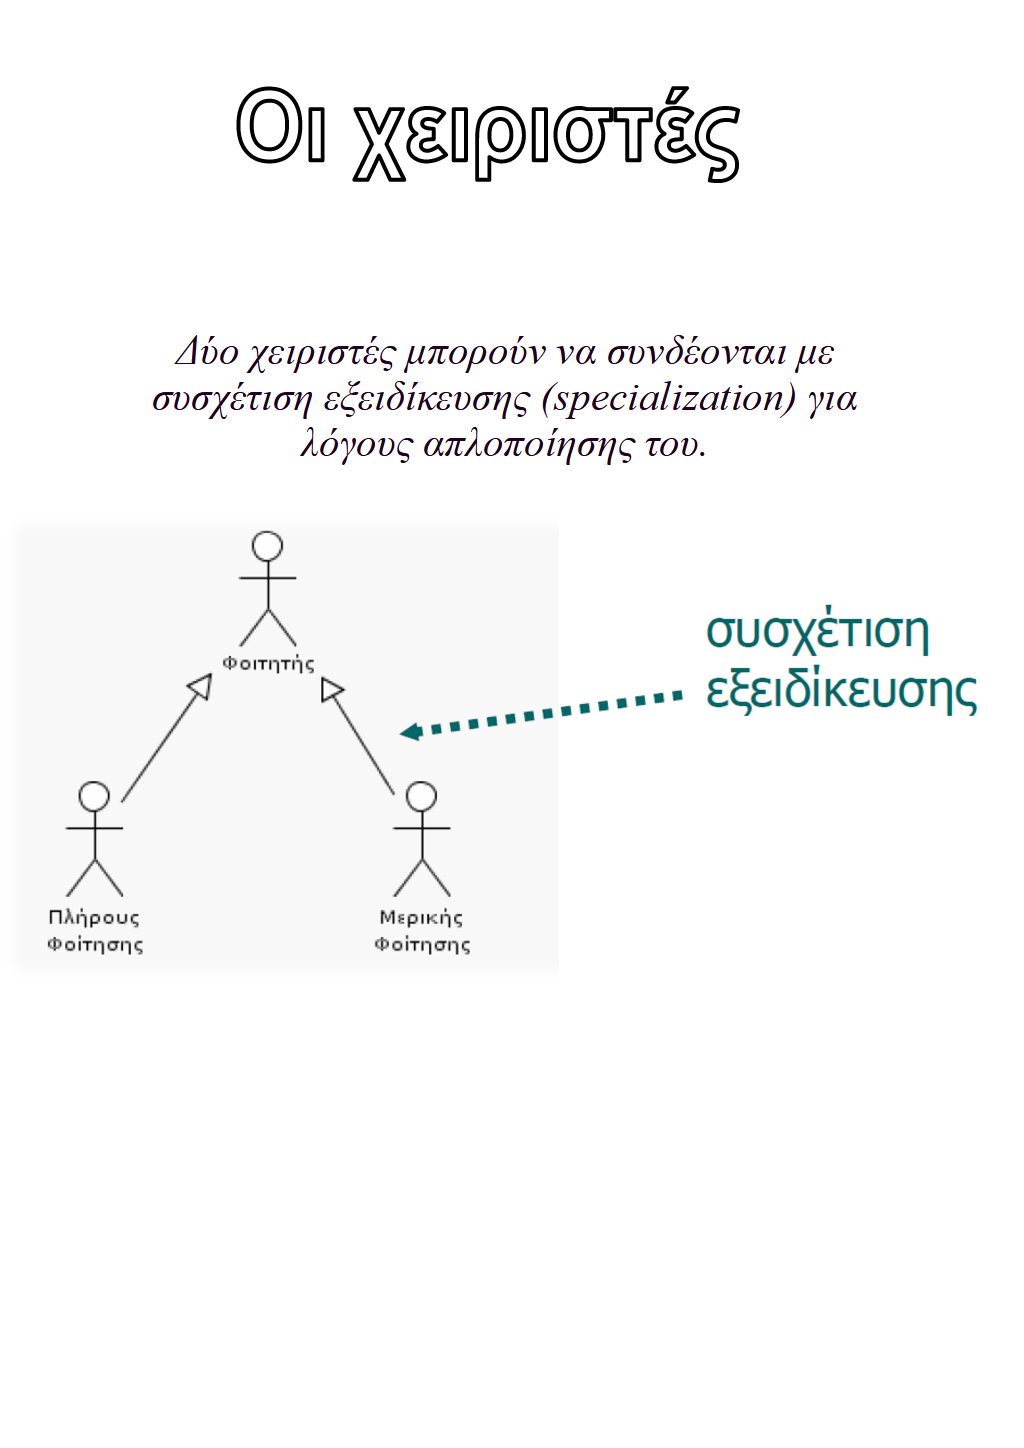 Οι χειριστές
Δύο χειριστές μπορούν να συνδέονται με
συσχέτιση εξειδίκευσης (specialization) για
λόγους απλοποίησης του.
Φοιτητής
συσχέτιση
εξειδίκευσης
Πλήρους
Φοίτησης
Μερικής
Φοίτησης